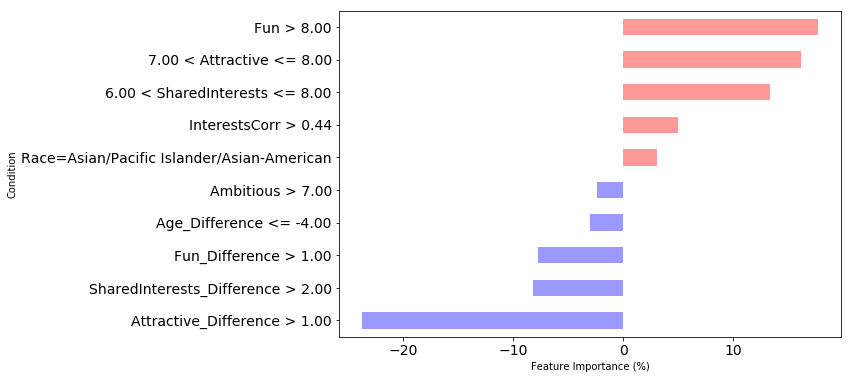 Fun > 8.00
7.00 < Attractive <= 8.00
6.00 < SharedInterests <= 8.00
InterestsCorr > 0.44
Race=Asian/Pacific Islander/Asian-American
Ambitious > 7.00
Age_Difference <= -4.00
Fun_Difference > 1.00
SharedInterests_Difference > 2.00
Attractive_Difference > 1.00
Condition
−20 −10 0 10
Feature Importance (%)